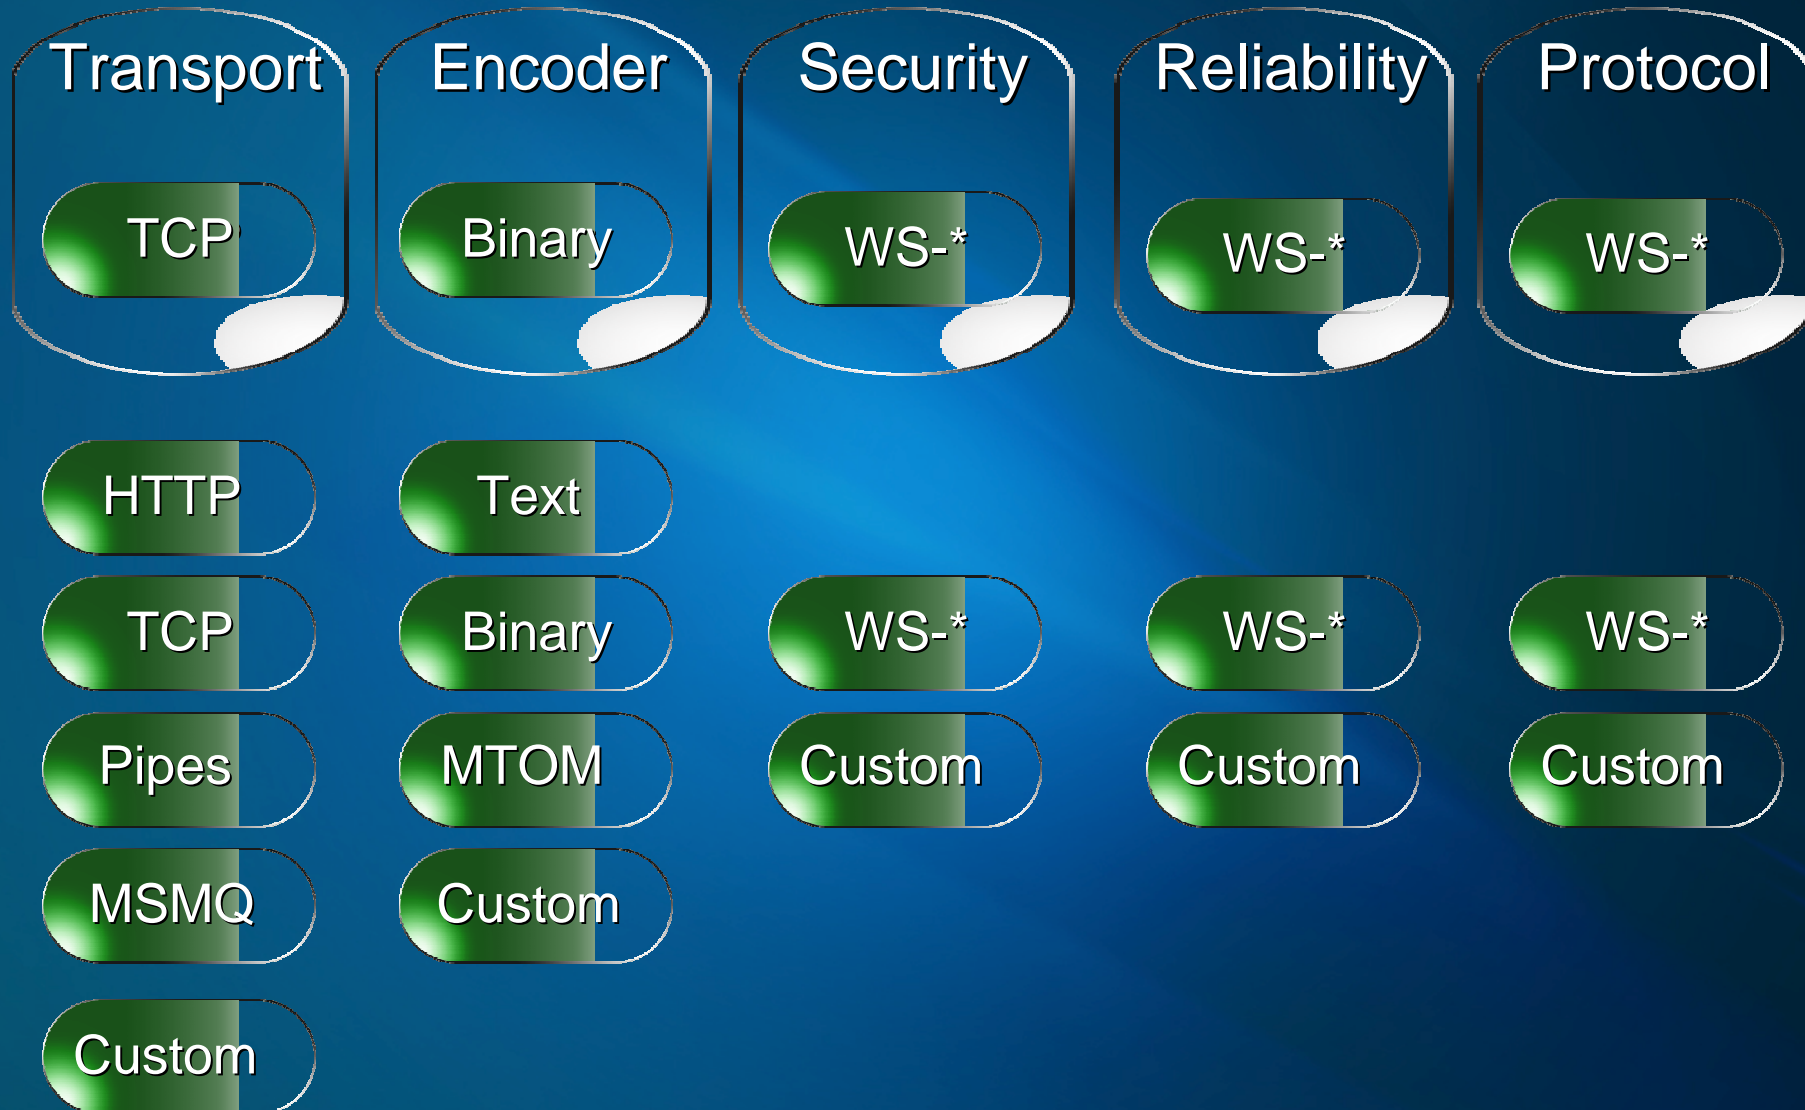 Transport
Encoder
Security
Reliability
Protocol
TCP
Binary
WS-*
WS-*
WS-*
HTTP
Text
TCP
Binary
WS-*
WS-*
WS-*
Pipes
MTOM
Custom
Custom
Custom
MSMQ
Custom
Custom